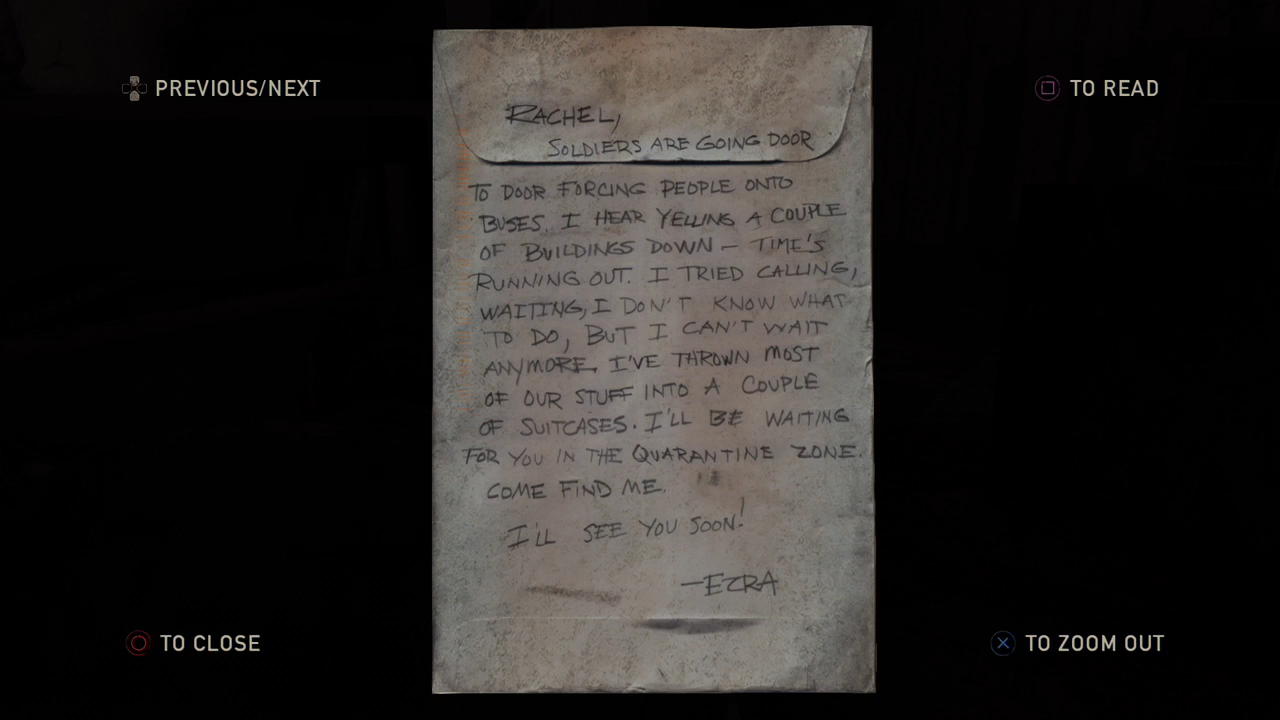 PREVIOUS/NEXT
TO READ
RACHEL,
SOLDIERS ARE GOING DOOR
TO DOOR FORCING PEOPLE ONTO
BUSES. I HEAR YELLING A COUPLE
OF BUILDINGS DOWN – TIME'S
RUNNING OUT. I TRIED CALLING,
WAITING, I DON'T KNOW WHAT
TO DO, BUT I CAN'T WAIT
ANYMORE. I'VE THROWN MOST
OF OUR STUFF INTO A COUPLE
OF SUITCASES. I'LL BE WAITING
FOR YOU IN THE QUARANTINE ZONE.
COME FIND ME.
I'LL SEE YOU SOON!
—EZRA
TO CLOSE
TO ZOOM OUT